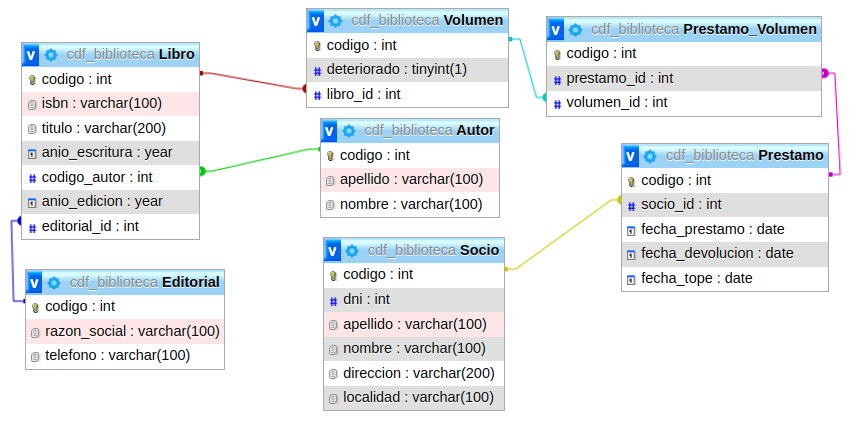 cdf_biblioteca Libro
codigo : int
isbn : varchar(100)
titulo : varchar(200)
anio_escritura : year
codigo_autor : int
anio_edicion : year
editorial_id : int
cdf_biblioteca Editorial
codigo : int
razon_social : varchar(100)
telefono : varchar(100)
cdf_biblioteca Volumen
codigo : int
deteriorado : tinyint(1)
libro_id : int
cdf_biblioteca Autor
codigo : int
apellido : varchar(100)
nombre : varchar(100)
cdf_biblioteca Socio
codigo : int
dni : int
apellido : varchar(100)
nombre : varchar(100)
direccion : varchar(200)
localidad : varchar(100)
cdf_biblioteca Prestamo_Volumen
codigo : int
prestamo_id : int
volumen_id : int
cdf_biblioteca Prestamo
codigo : int
socio_id : int
fecha_prestamo : date
fecha_devolucion : date
fecha_tope : date